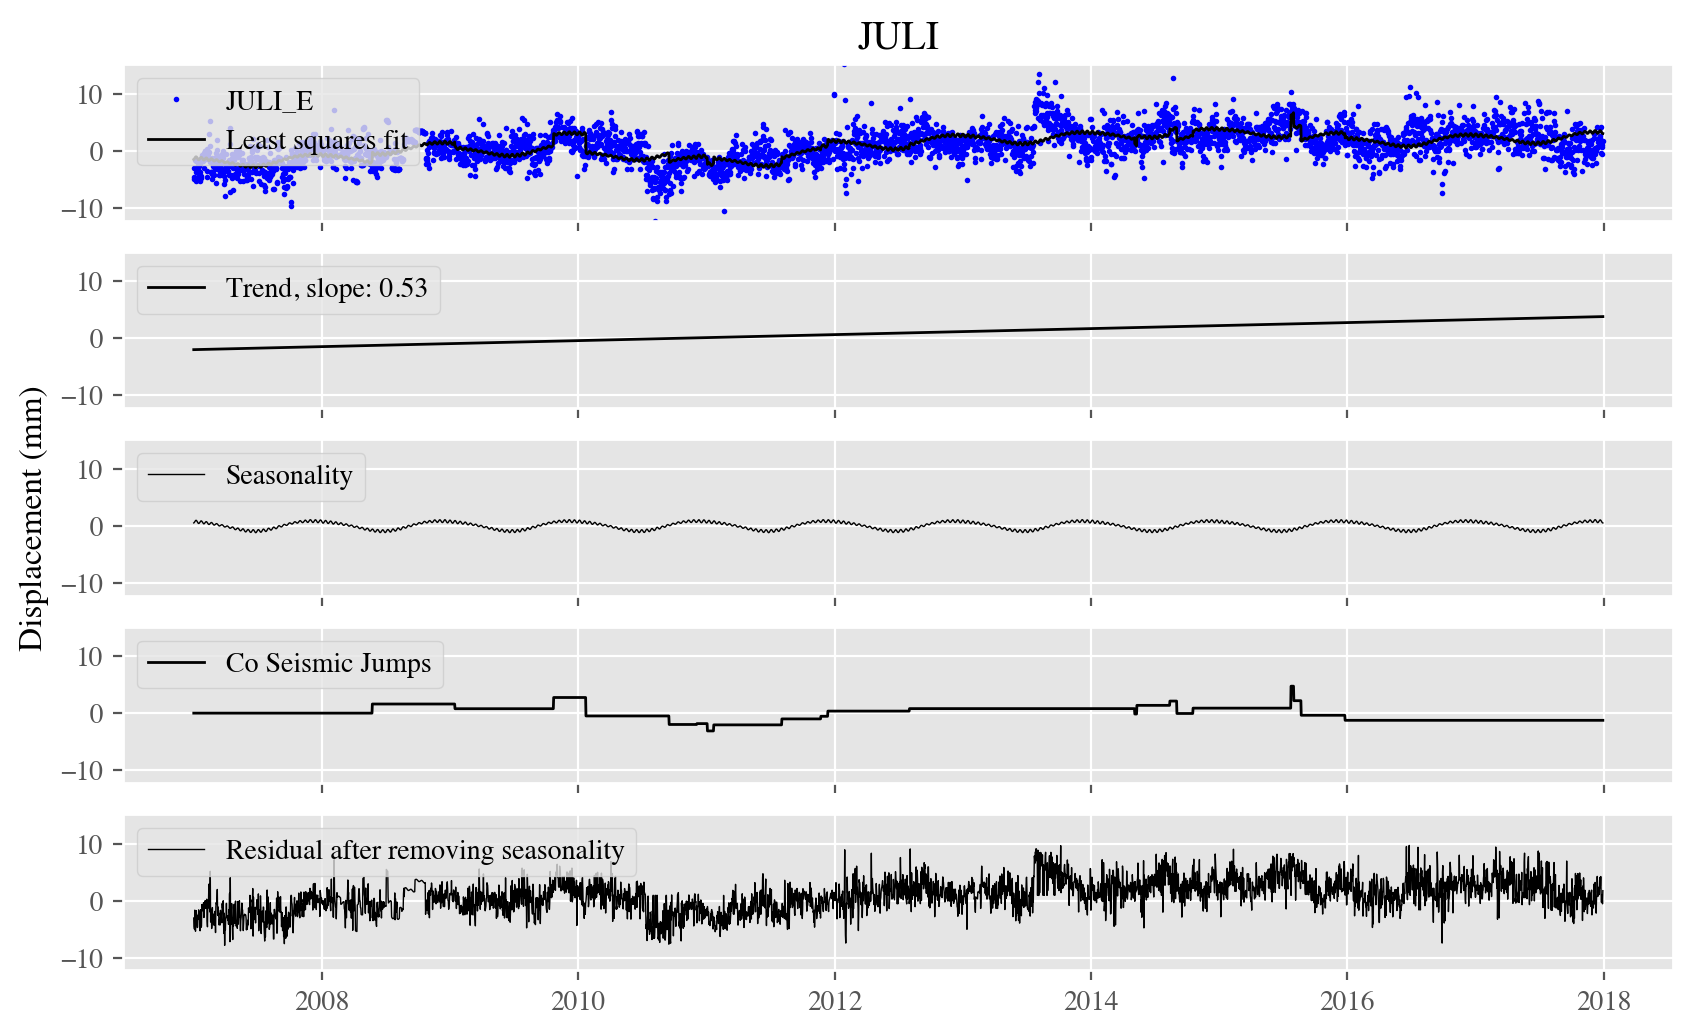 JULI
10
0
−10
JULI_E
Least squares fit
10
0
−10
Trend, slope: 0.53
10
0
−10
Seasonality
Displacement (mm)
10
0
−10
Co Seismic Jumps
10
0
−10
Residual after removing seasonality
2008 2010 2012 2014 2016 2018